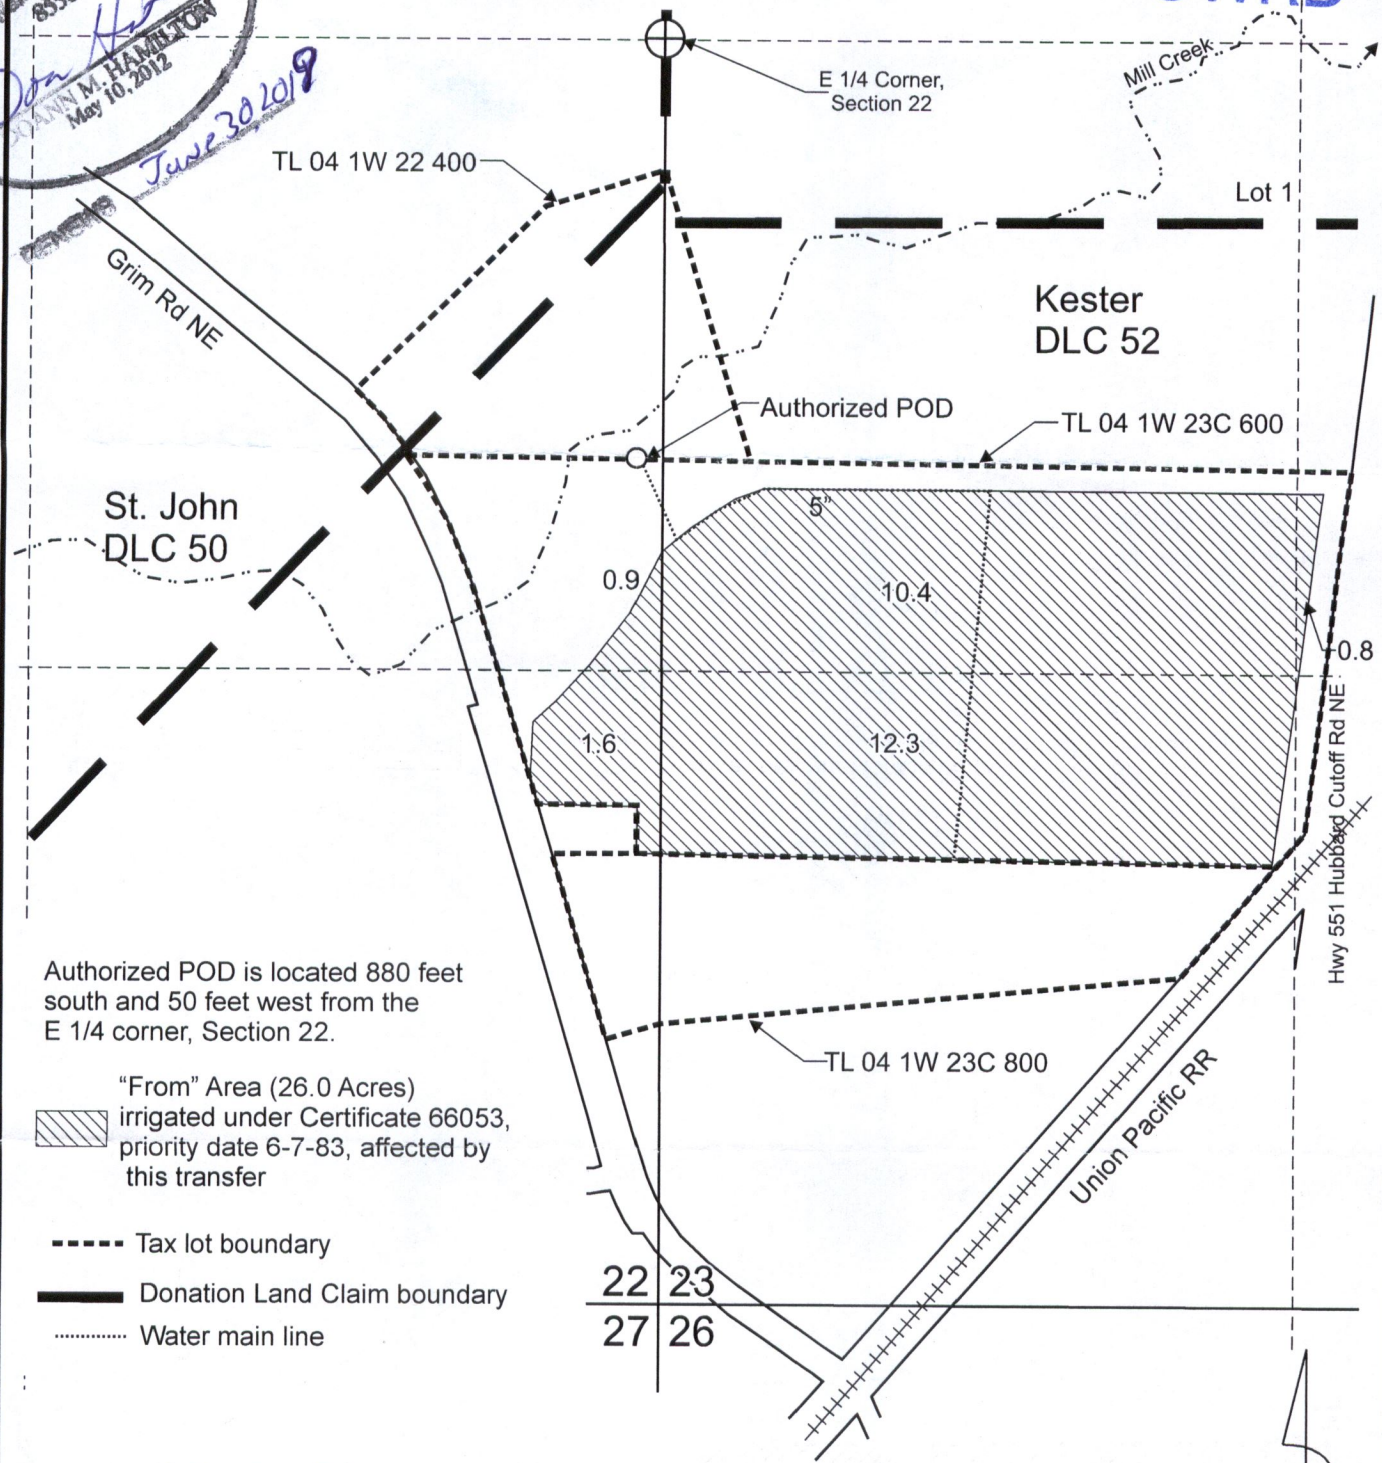 JOANN M. HAMILTON
May 10, 2012
June 30 2019
E 1/4 Corner,
Section 22
Mill Creek
TL 04 1W 22 400
Lot 1
Grim Rd NE
Kester
DLC 52
Authorized POD
TL 04 1W 23C 600
St. John
DLC 50
5"
0.9
10.4
0.8
1.6
12.3
Hwy 551 Hubbard Cutoff Rd NE
Authorized POD is located 880 feet
south and 50 feet west from the
E 1/4 corner, Section 22.
TL 04 1W 23C 800
"From" Area (26.0 Acres)
irrigated under Certificate 66053,
priority date 6-7-83, affected by
this transfer
Union Pacific RR
Tax lot boundary
Donation Land Claim boundary
Water main line
22 23
27 26